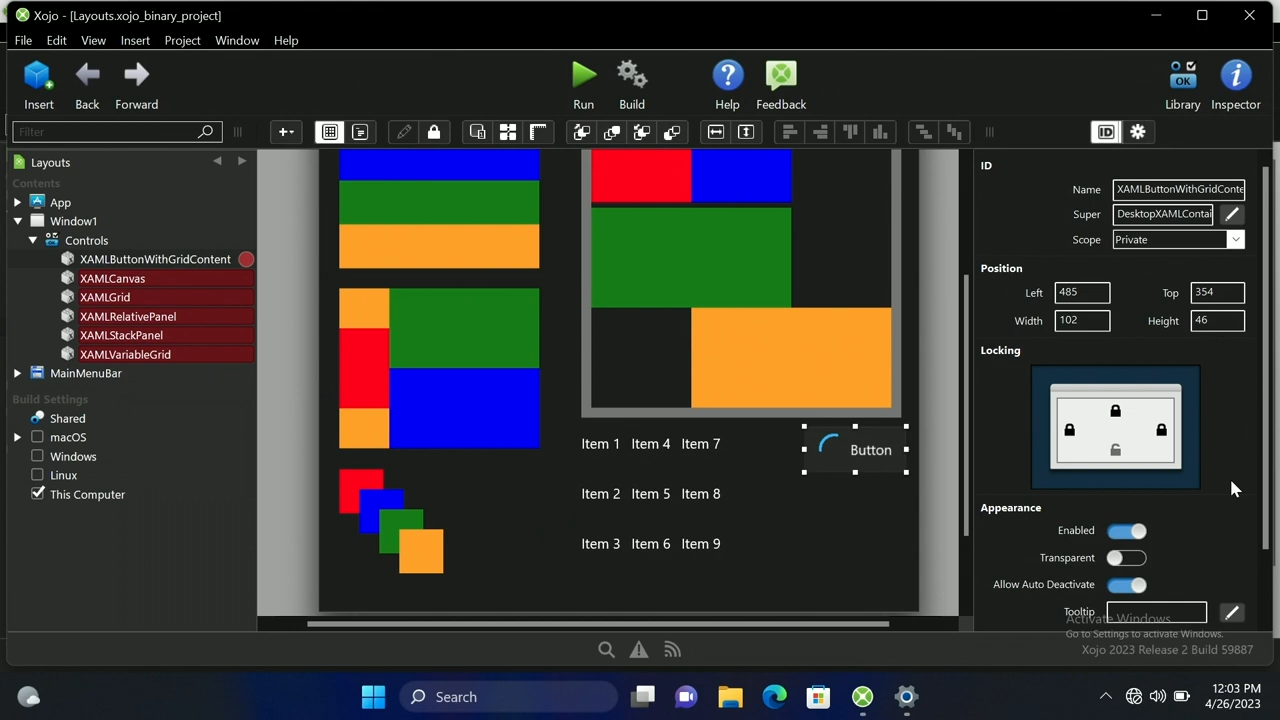 Xojo - [Layouts.xojo_binary_project]
File Edit View Insert Project Window Help
Insert Back Forward Run Build Help Feedback Library Inspector
OK
Filter
ID
Layouts
Contents
App
Window1
Controls
XAMLButtonWithGridContent
XAMLCanvas
XAMLGrid
XAMLRelativePanel
XAMLStackPanel
XAMLVariableGrid
MainMenuBar
Build Settings
Shared
macOS
Windows
Linux
This Computer
Item 1 Item 4 Item 7
Item 2 Item 5 Item 8
Item 3 Item 6 Item 9
Button
ID
Name XAMLButtonWithGridConte
Super DesktopXAMLContai
Scope Private
Position
Left 485 Top 354
Width 102 Height 46
Locking
Appearance
Enabled
Transparent
Allow Auto Deactivate
Tooltip
Activate Windows
Go to Settings to activate Windows.
Xojo 2023 Release 2 Build 59887
Search
12:03 PM
4/26/2023